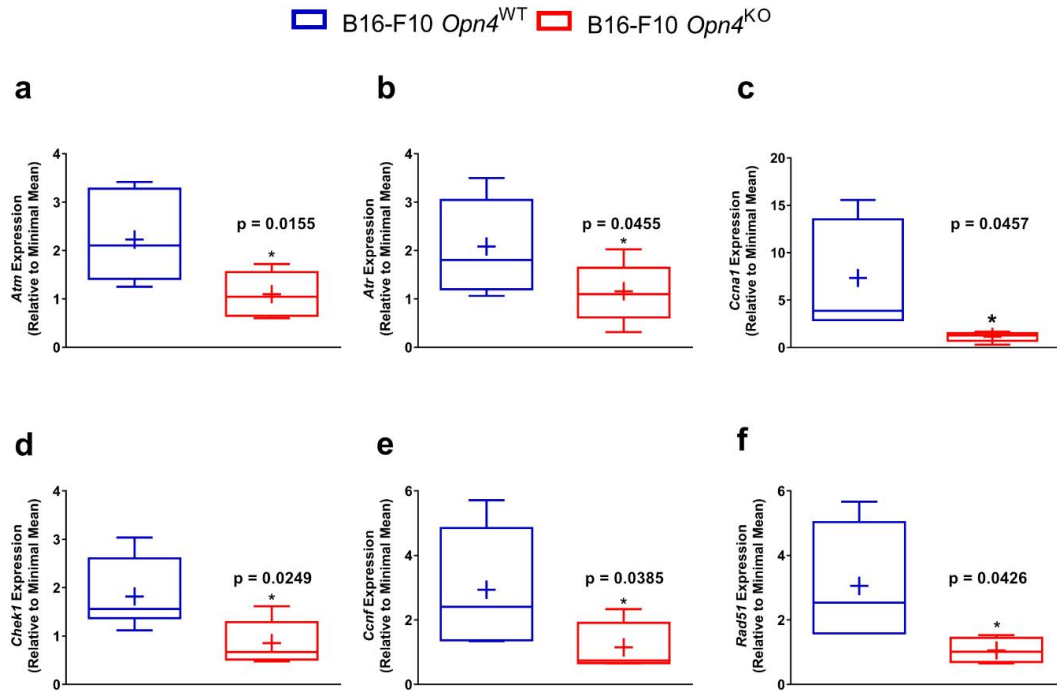 B16-F10 Opn4WT B16-F10 Opn4KO
a
Atm Expression
(Relative to Minimal Mean)
4
3
2
1
0
p = 0.0155
*
b
Atr Expression
(Relative to Minimal Mean)
4
3
2
1
0
p = 0.0455
*
c
Ccna1 Expression
(Relative to Minimal Mean)
20
15
10
5
0
p = 0.0457
*
d
Chek1 Expression
(Relative to Minimal Mean)
4
3
2
1
0
p = 0.0249
*
e
Ccnf Expression
(Relative to Minimal Mean)
6
4
2
0
p = 0.0385
*
f
Rad51 Expression
(Relative to Minimal Mean)
6
4
2
0
p = 0.0426
*